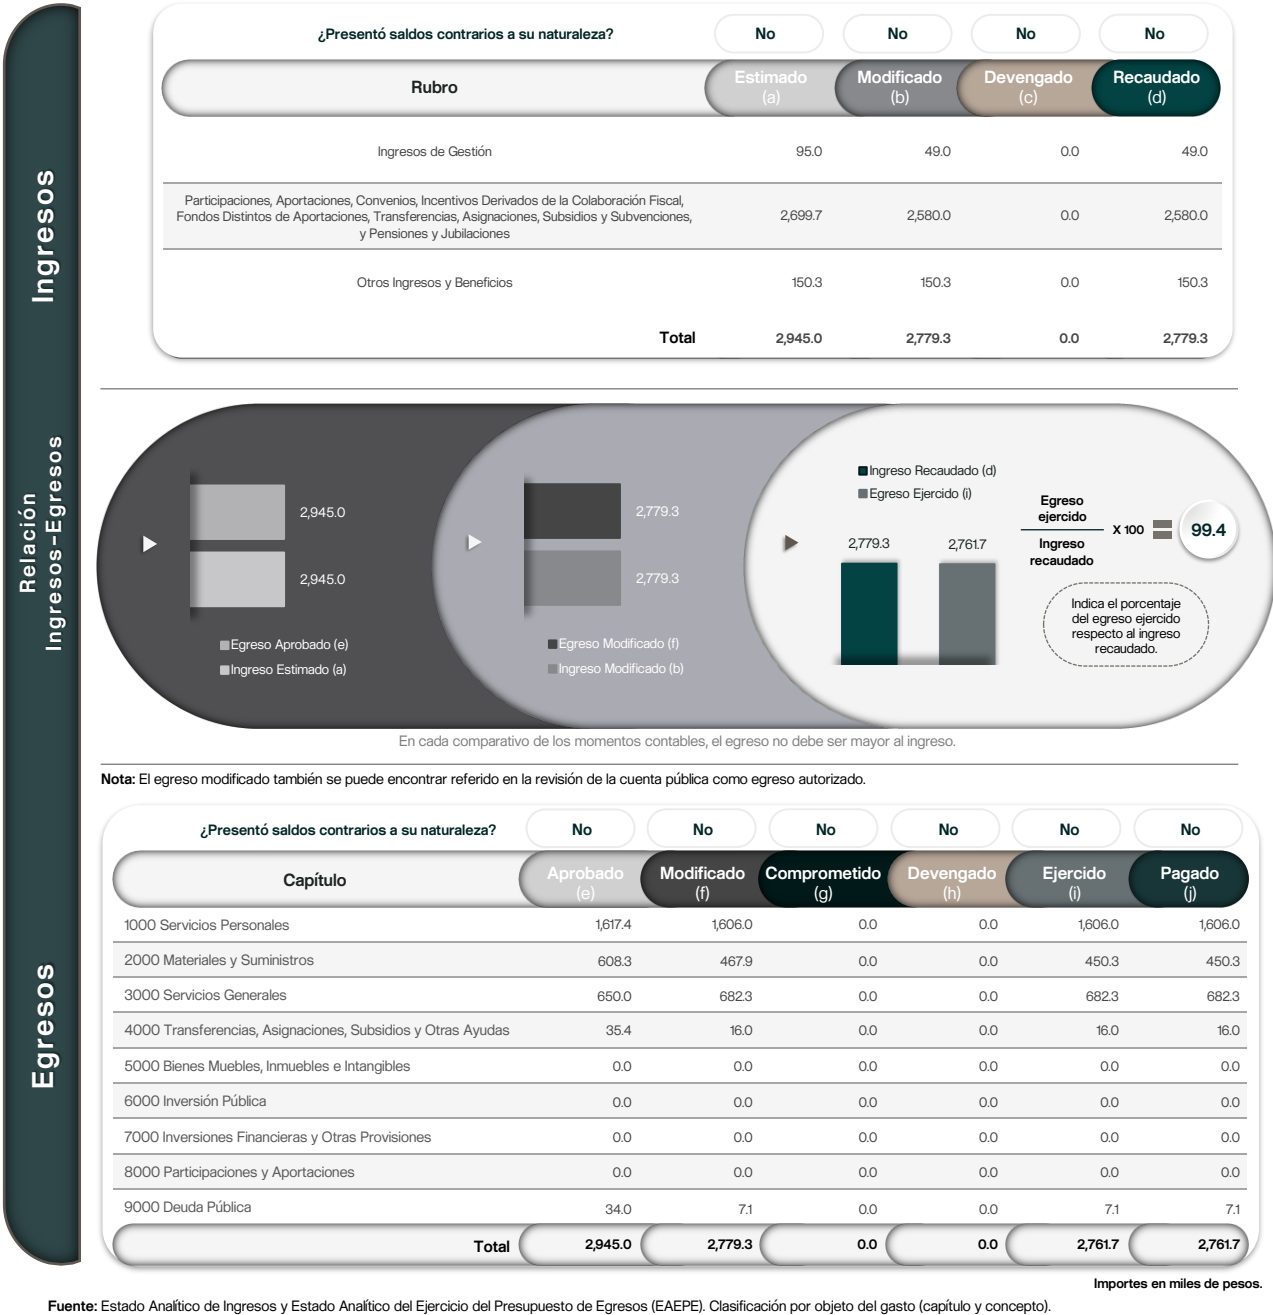 Ingresos
¿Presentó saldos contrarios a su naturaleza? No No No No
Rubro Estimado (a) Modificado (b) Devengado (c) Recaudado (d)
Ingresos de Gestión 95.0 49.0 0.0 49.0
Participaciones, Aportaciones, Convenios, Incentivos Derivados de la Colaboración Fiscal,
Fondos Distintos de Aportaciones, Transferencias, Asignaciones, Subsidios y Subvenciones,
y Pensiones y Jubilaciones
2,699.7 2,580.0 0.0 2,580.0
Otros Ingresos y Beneficios 150.3 150.3 0.0 150.3
Total 2,945.0 2,779.3 0.0 2,779.3
Relación
Ingresos-Egresos
2,945.0
2,945.0
Egreso Aprobado (e)
Ingreso Estimado (a)
2,779.3
2,779.3
Egreso Modificado (f)
Ingreso Modificado (b)
Ingreso Recaudado (d)
Egreso Ejercido (i)
2,779.3 2,761.7
Egreso
ejercido
Ingreso
recaudado
X 100
99.4
Indica el porcentaje
del egreso ejercido
respecto al ingreso
recaudado.
En cada comparativo de los momentos contables, el egreso no debe ser mayor al ingreso.
Nota: El egreso modificado también se puede encontrar referido en la revisión de la cuenta pública como egreso autorizado.
Egresos
¿Presentó saldos contrarios a su naturaleza? No No No No No No
Capítulo Aprobado (e) Modificado (f) Comprometido (g) Devengado (h) Ejercido (i) Pagado (j)
1000 Servicios Personales 1,617.4 1,606.0 0.0 0.0 1,606.0 1,606.0
2000 Materiales y Suministros 608.3 467.9 0.0 0.0 450.3 450.3
3000 Servicios Generales 650.0 682.3 0.0 0.0 682.3 682.3
4000 Transferencias, Asignaciones, Subsidios y Otras Ayudas 35.4 16.0 0.0 0.0 16.0 16.0
5000 Bienes Muebles, Inmuebles e Intangibles 0.0 0.0 0.0 0.0 0.0 0.0
6000 Inversión Pública 0.0 0.0 0.0 0.0 0.0 0.0
7000 Inversiones Financieras y Otras Provisiones 0.0 0.0 0.0 0.0 0.0 0.0
8000 Participaciones y Aportaciones 0.0 0.0 0.0 0.0 0.0 0.0
9000 Deuda Pública 34.0 7.1 0.0 0.0 7.1 7.1
Total 2,945.0 2,779.3 0.0 0.0 2,761.7 2,761.7
Importes en miles de pesos.
Fuente: Estado Analítico de Ingresos y Estado Analítico del Ejercicio del Presupuesto de Egresos (EAEPE). Clasificación por objeto del gasto (capítulo y concepto).